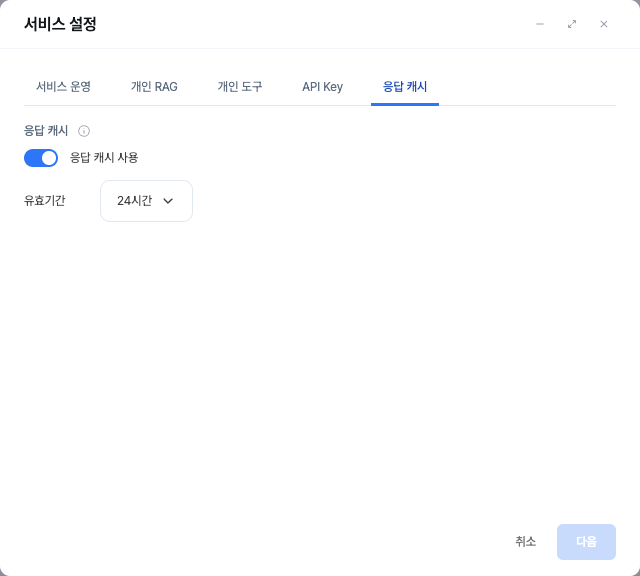 서비스 설정
서비스 운영 개인 RAG 개인 도구 API Key 응답 캐시
응답 캐시
응답 캐시 사용
유효기간 24시간
취소 다음